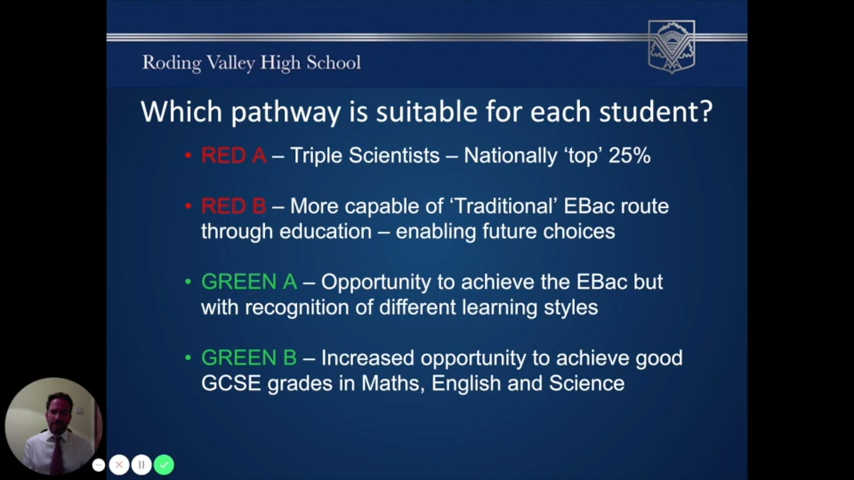 Roding Valley High School
Which pathway is suitable for each student?
• RED A – Triple Scientists – Nationally ‘top’ 25%
• RED B – More capable of ‘Traditional’ EBac route
through education – enabling future choices
• GREEN A – Opportunity to achieve the EBac but
with recognition of different learning styles
• GREEN B – Increased opportunity to achieve good
GCSE grades in Maths, English and Science